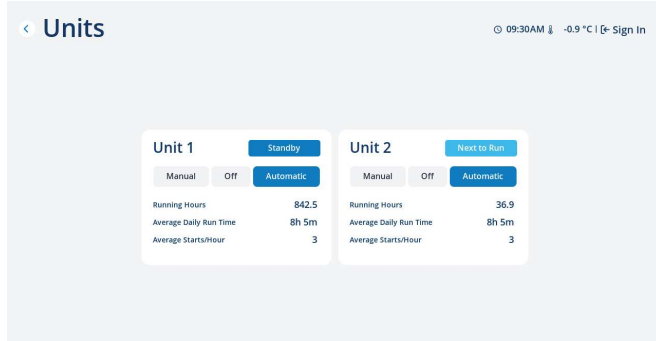 Units
09:30AM -0.9 °C | Sign In
Unit 1 Standby
Manual Off Automatic
Running Hours 842.5
Average Daily Run Time 8h 5m
Average Starts/Hour 3
Unit 2 Next to Run
Manual Off Automatic
Running Hours 36.9
Average Daily Run Time 8h 5m
Average Starts/Hour 3